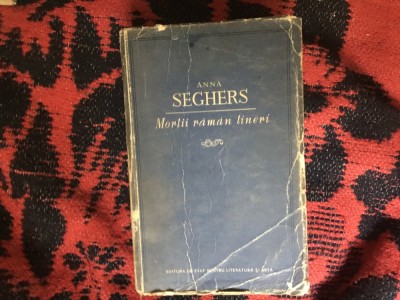 ANNA
SEGHERS
Morții rămân tineri
EDITURA DE STAT PENTRU LITERATURĂ ȘI ARTĂ